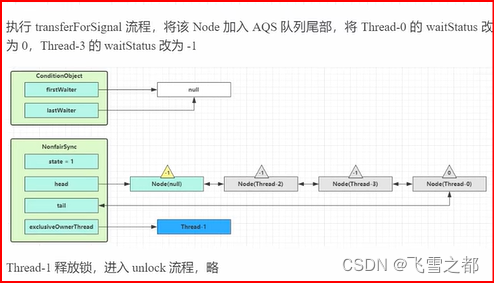 执行 transferForSignal 流程，将该 Node 加入 AQS 队列尾部，将 Thread-0 的 waitStatus 改
为 0，Thread-3 的 waitStatus 改为 -1
ConditionObject
firstWaiter
null
lastWaiter
NonfairSync
state = 1
-1
-1
-1
0
head
Node(null)
Node(Thread-2)
Node(Thread-3)
Node(Thread-0)
tail
exclusiveOwnerThread
Thread-1
Thread-1 释放锁，进入 unlock 流程，略
CSDN @飞雪之都